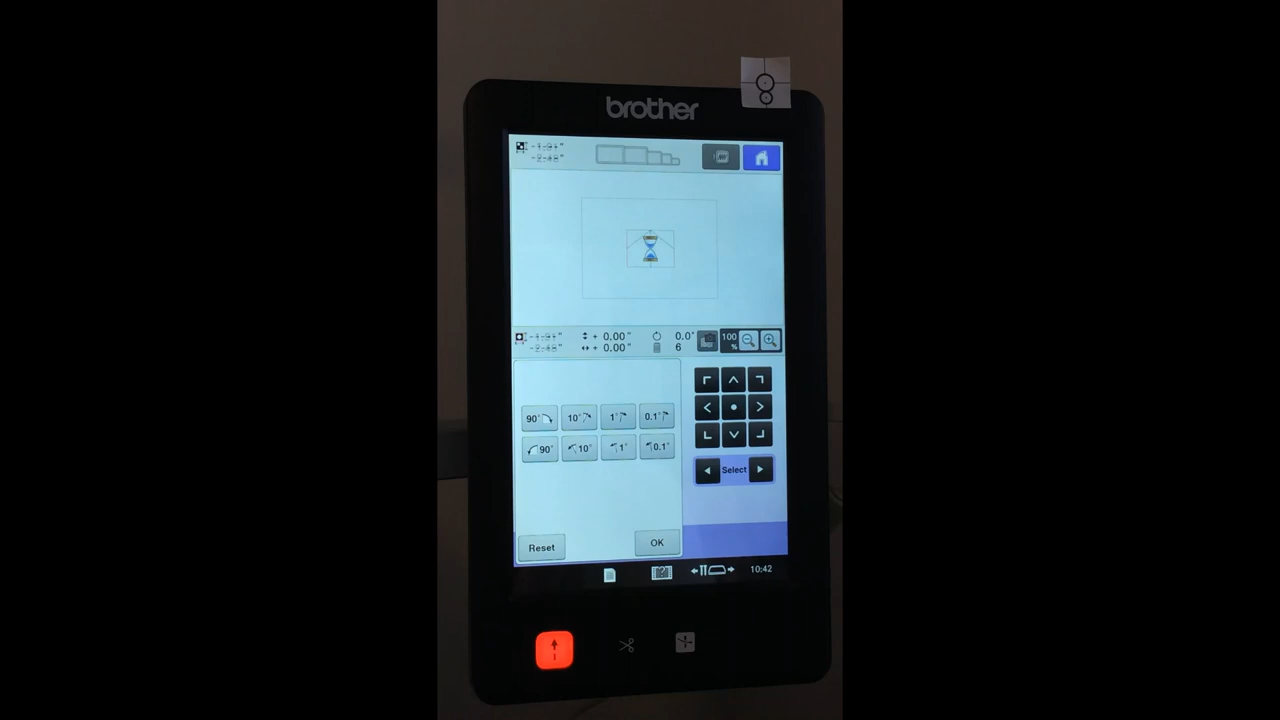 brother
+ 0.00"
+ 0.00"
0.0°
6
100
%
90° 10° 1° 0.1°
90° 10° 1° 0.1°
Select
Reset OK
10:42